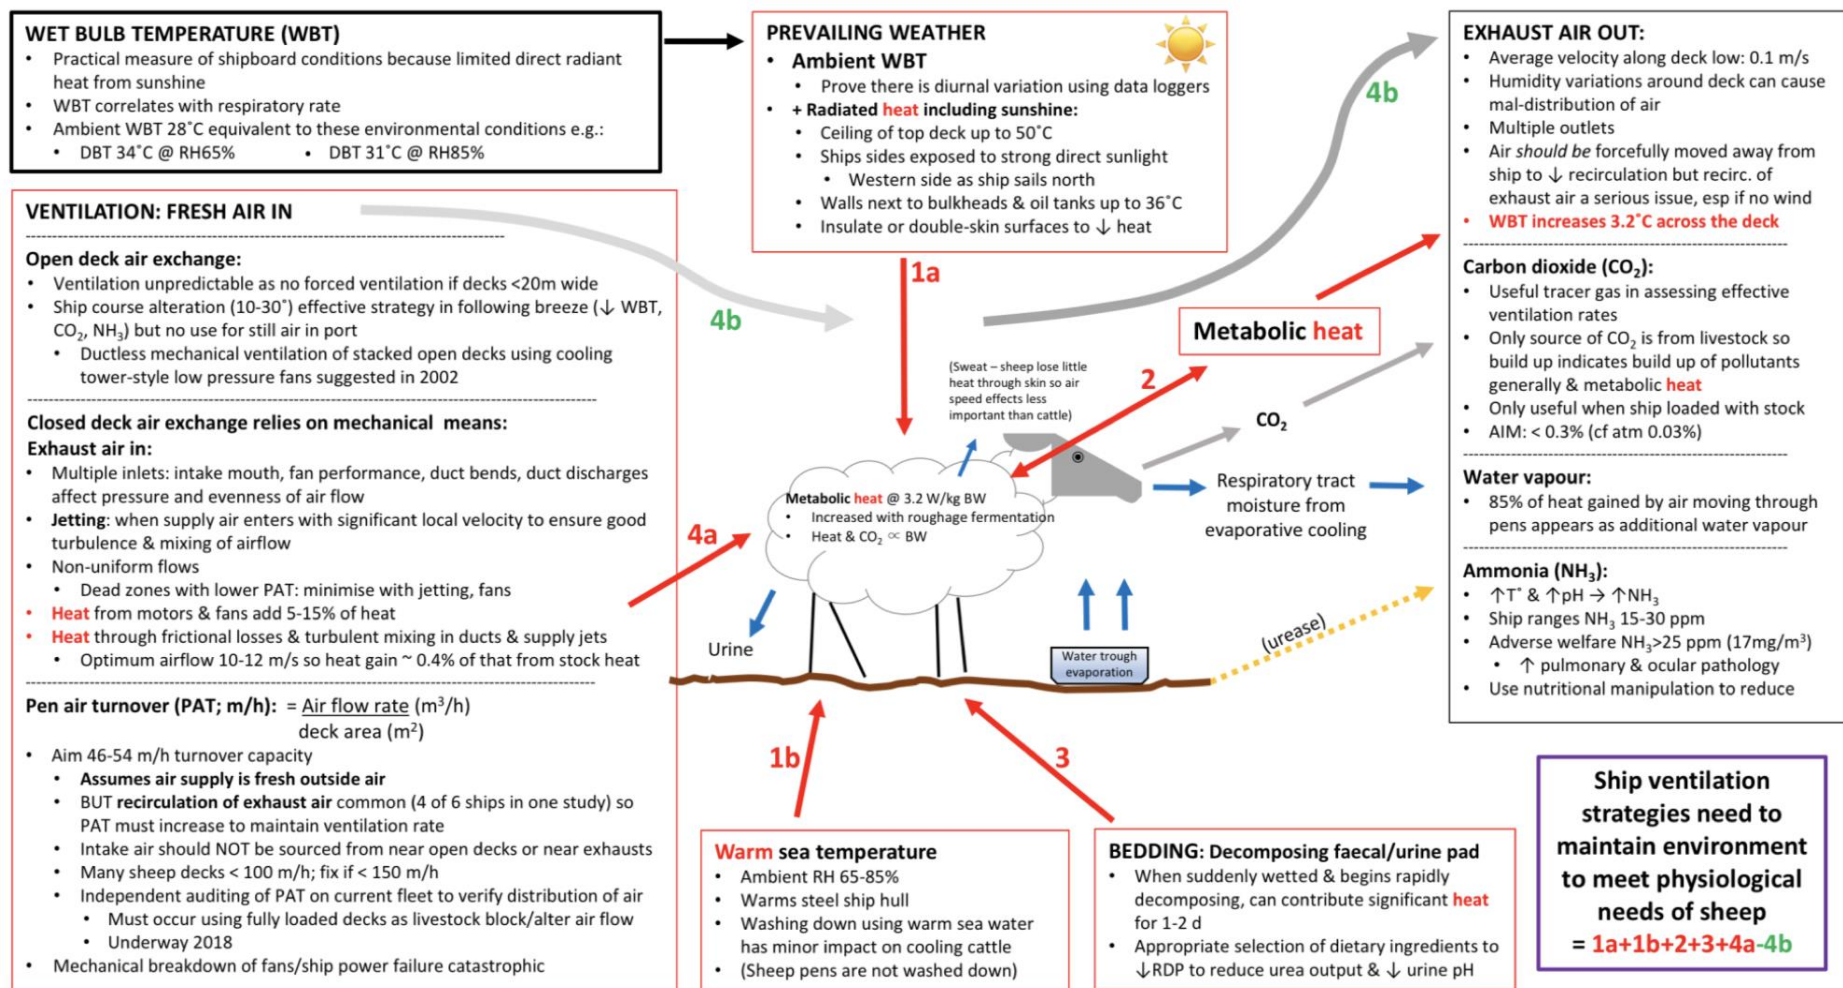 WET BULB TEMPERATURE (WBT)
• Practical measure of shipboard conditions because limited direct radiant
heat from sunshine
• WBT correlates with respiratory rate
• Ambient WBT 28˚C equivalent to these environmental conditions e.g.:
• DBT 34˚C @ RH65% • DBT 31˚C @ RH85%
PREVAILING WEATHER
• Ambient WBT
• Prove there is diurnal variation using data loggers
• + Radiated heat including sunshine:
• Ceiling of top deck up to 50˚C
• Ships sides exposed to strong direct sunlight
• Western side as ship sails north
• Walls next to bulkheads & oil tanks up to 36˚C
• Insulate or double-skin surfaces to ↓ heat
EXHAUST AIR OUT:
• Average velocity along deck low: 0.1 m/s
• Humidity variations around deck can cause
mal-distribution of air
• Multiple outlets
• Air should be forcefully moved away from
ship to ↓ recirculation but recirc. of
exhaust air a serious issue, esp if no wind
• WBT increases 3.2˚C across the deck
Carbon dioxide (CO₂):
• Useful tracer gas in assessing effective
ventilation rates
• Only source of CO₂ is from livestock so
build up indicates build up of pollutants
generally & metabolic heat
• Only useful when ship loaded with stock
• AIM: < 0.3% (cf atm 0.03%)
Water vapour:
• 85% of heat gained by air moving through
pens appears as additional water vapour
Ammonia (NH₃):
• ↑T˚ & ↑pH → ↑NH₃
• Ship ranges NH₃ 15-30 ppm
• Adverse welfare NH₃>25 ppm (17mg/m³)
• ↑ pulmonary & ocular pathology
• Use nutritional manipulation to reduce
VENTILATION: FRESH AIR IN
Open deck air exchange:
• Ventilation unpredictable as no forced ventilation if decks <20m wide
• Ship course alteration (10-30˚) effective strategy in following breeze (↓ WBT,
CO₂, NH₃) but no use for still air in port
• Ductless mechanical ventilation of stacked open decks using cooling
tower-style low pressure fans suggested in 2002
Closed deck air exchange relies on mechanical means:
Exhaust air in:
• Multiple inlets: intake mouth, fan performance, duct bends, duct discharges
affect pressure and evenness of air flow
• Jetting: when supply air enters with significant local velocity to ensure good
turbulence & mixing of airflow
• Non-uniform flows
• Dead zones with lower PAT: minimise with jetting, fans
• Heat from motors & fans add 5-15% of heat
• Heat through frictional losses & turbulent mixing in ducts & supply jets
• Optimum airflow 10-12 m/s so heat gain ~ 0.4% of that from stock heat
Pen air turnover (PAT; m/h): = Air flow rate (m³/h)
deck area (m²)
• Aim 46-54 m/h turnover capacity
• Assumes air supply is fresh outside air
• BUT recirculation of exhaust air common (4 of 6 ships in one study) so
PAT must increase to maintain ventilation rate
• Intake air should NOT be sourced from near open decks or near exhausts
• Many sheep decks < 100 m/h; fix if < 150 m/h
• Independent auditing of PAT on current fleet to verify distribution of air
• Must occur using fully loaded decks as livestock block/alter air flow
• Underway 2018
• Mechanical breakdown of fans/ship power failure catastrophic
4b
1a
4b
Metabolic heat
2
(Sweat – sheep lose little
heat through skin so air
speed effects less
important than cattle)
CO₂
Metabolic heat @ 3.2 W/kg BW
• Increased with roughage fermentation
• Heat & CO₂ ∝ BW
Respiratory tract
moisture from
evaporative cooling
4a
Urine
Water trough
evaporation
(urease)
1b
3
Warm sea temperature
• Ambient RH 65-85%
• Warms steel ship hull
• Washing down using warm sea water
has minor impact on cooling cattle
• (Sheep pens are not washed down)
BEDDING: Decomposing faecal/urine pad
• When suddenly wetted & begins rapidly
decomposing, can contribute significant heat
for 1-2 d
• Appropriate selection of dietary ingredients to
↓RDP to reduce urea output & ↓ urine pH
Ship ventilation
strategies need to
maintain environment
to meet physiological
needs of sheep
= 1a+1b+2+3+4a-4b